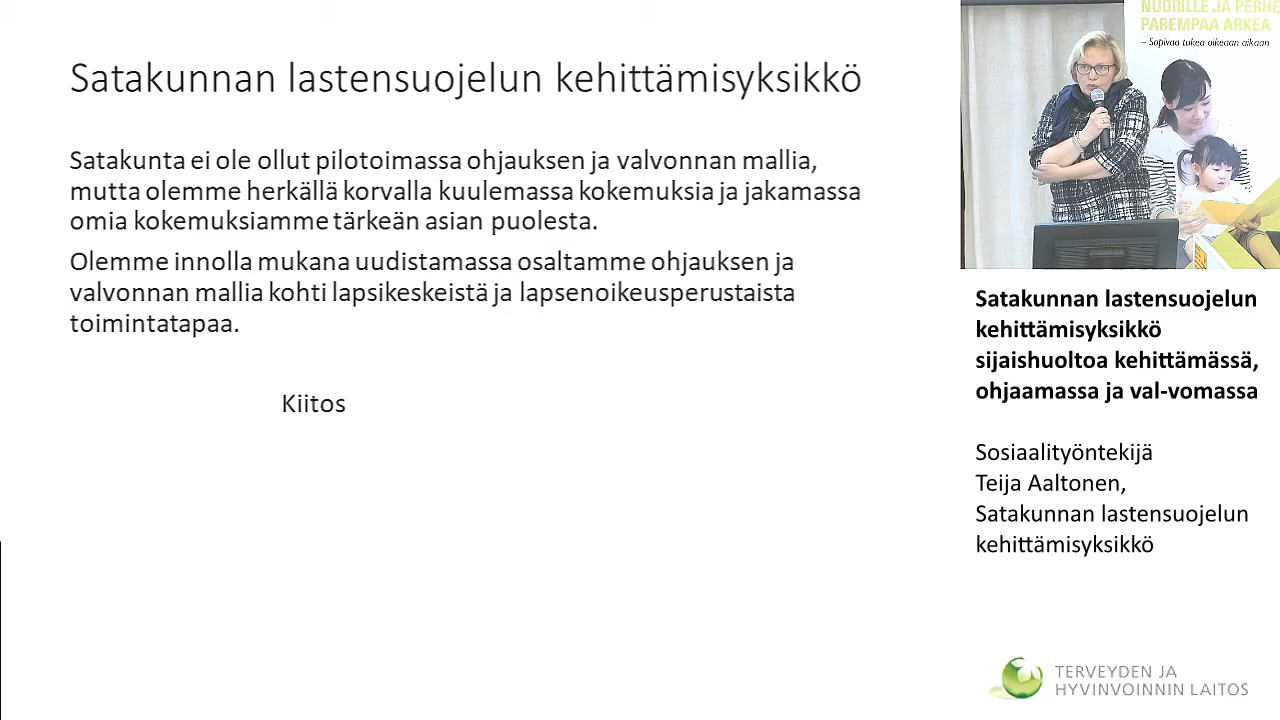 Satakunnan lastensuojelun kehittämisyksikkö
Satakunta ei ole ollut pilotoimassa ohjauksen ja valvonnan mallia,
mutta olemme herkällä korvalla kuulemassa kokemuksia ja jakamassa
omia kokemuksiamme tärkeän asian puolesta.
Olemme innolla mukana uudistamassa osaltamme ohjauksen ja
valvonnan mallia kohti lapsikeskeistä ja lapsenoikeusperustaista
toimintatapaa.
Kiitos
NUORILLE JA PERHE
PAREMPAA ARKEA
– Sopivaa tukea oikeaan aikaan
Satakunnan lastensuojelun
kehittämisyksikkö
sijaishuoltoa kehittämässä,
ohjaamassa ja val-vomassa
Sosiaalityöntekijä
Teija Aaltonen,
Satakunnan lastensuojelun
kehittämisyksikkö
TERVEYDEN JA
HYVINVOINNIN LAITOS